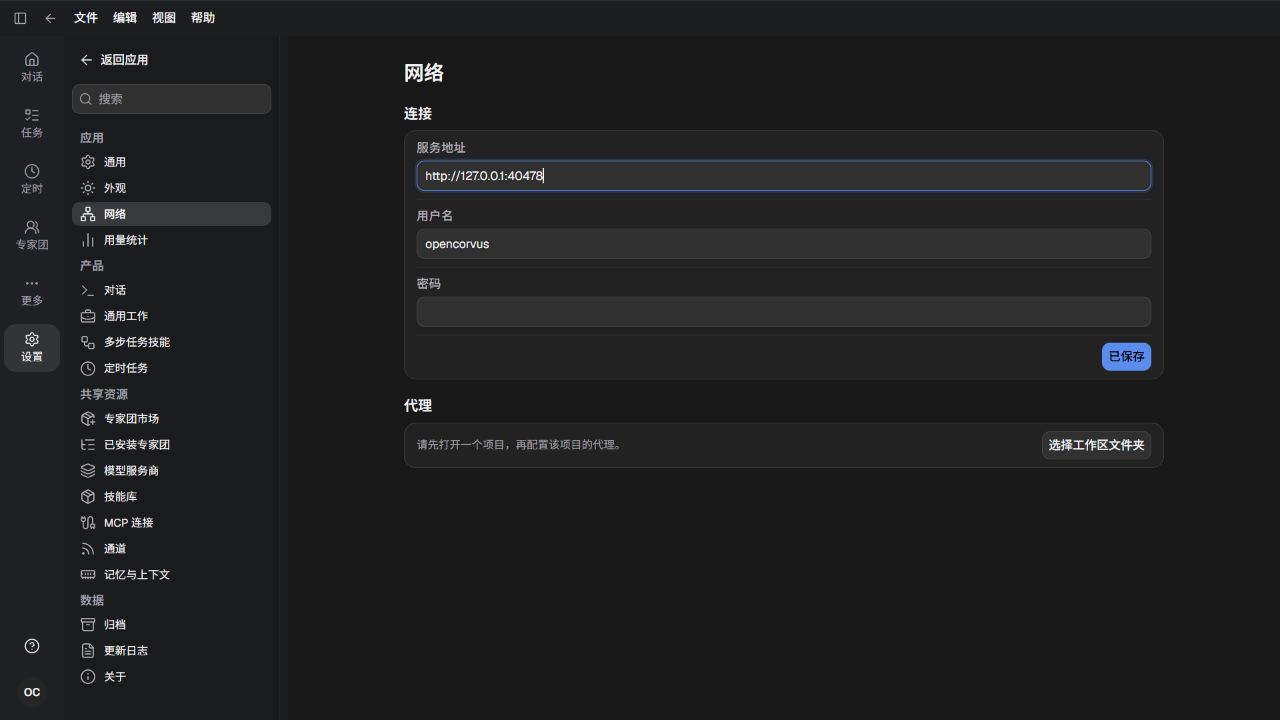 文件 编辑 视图 帮助
对话
任务
定时
专家团
更多
设置
OC
返回应用
搜索
应用
通用
外观
网络
用量统计
产品
对话
通用工作
多步任务技能
定时任务
共享资源
专家团市场
已安装专家团
模型服务商
技能库
MCP 连接
通道
记忆与上下文
数据
归档
更新日志
关于
网络
连接
服务地址
http://127.0.0.1:40478
用户名
opencorvus
密码
已保存
代理
请先打开一个项目，再配置该项目的代理。
选择工作区文件夹